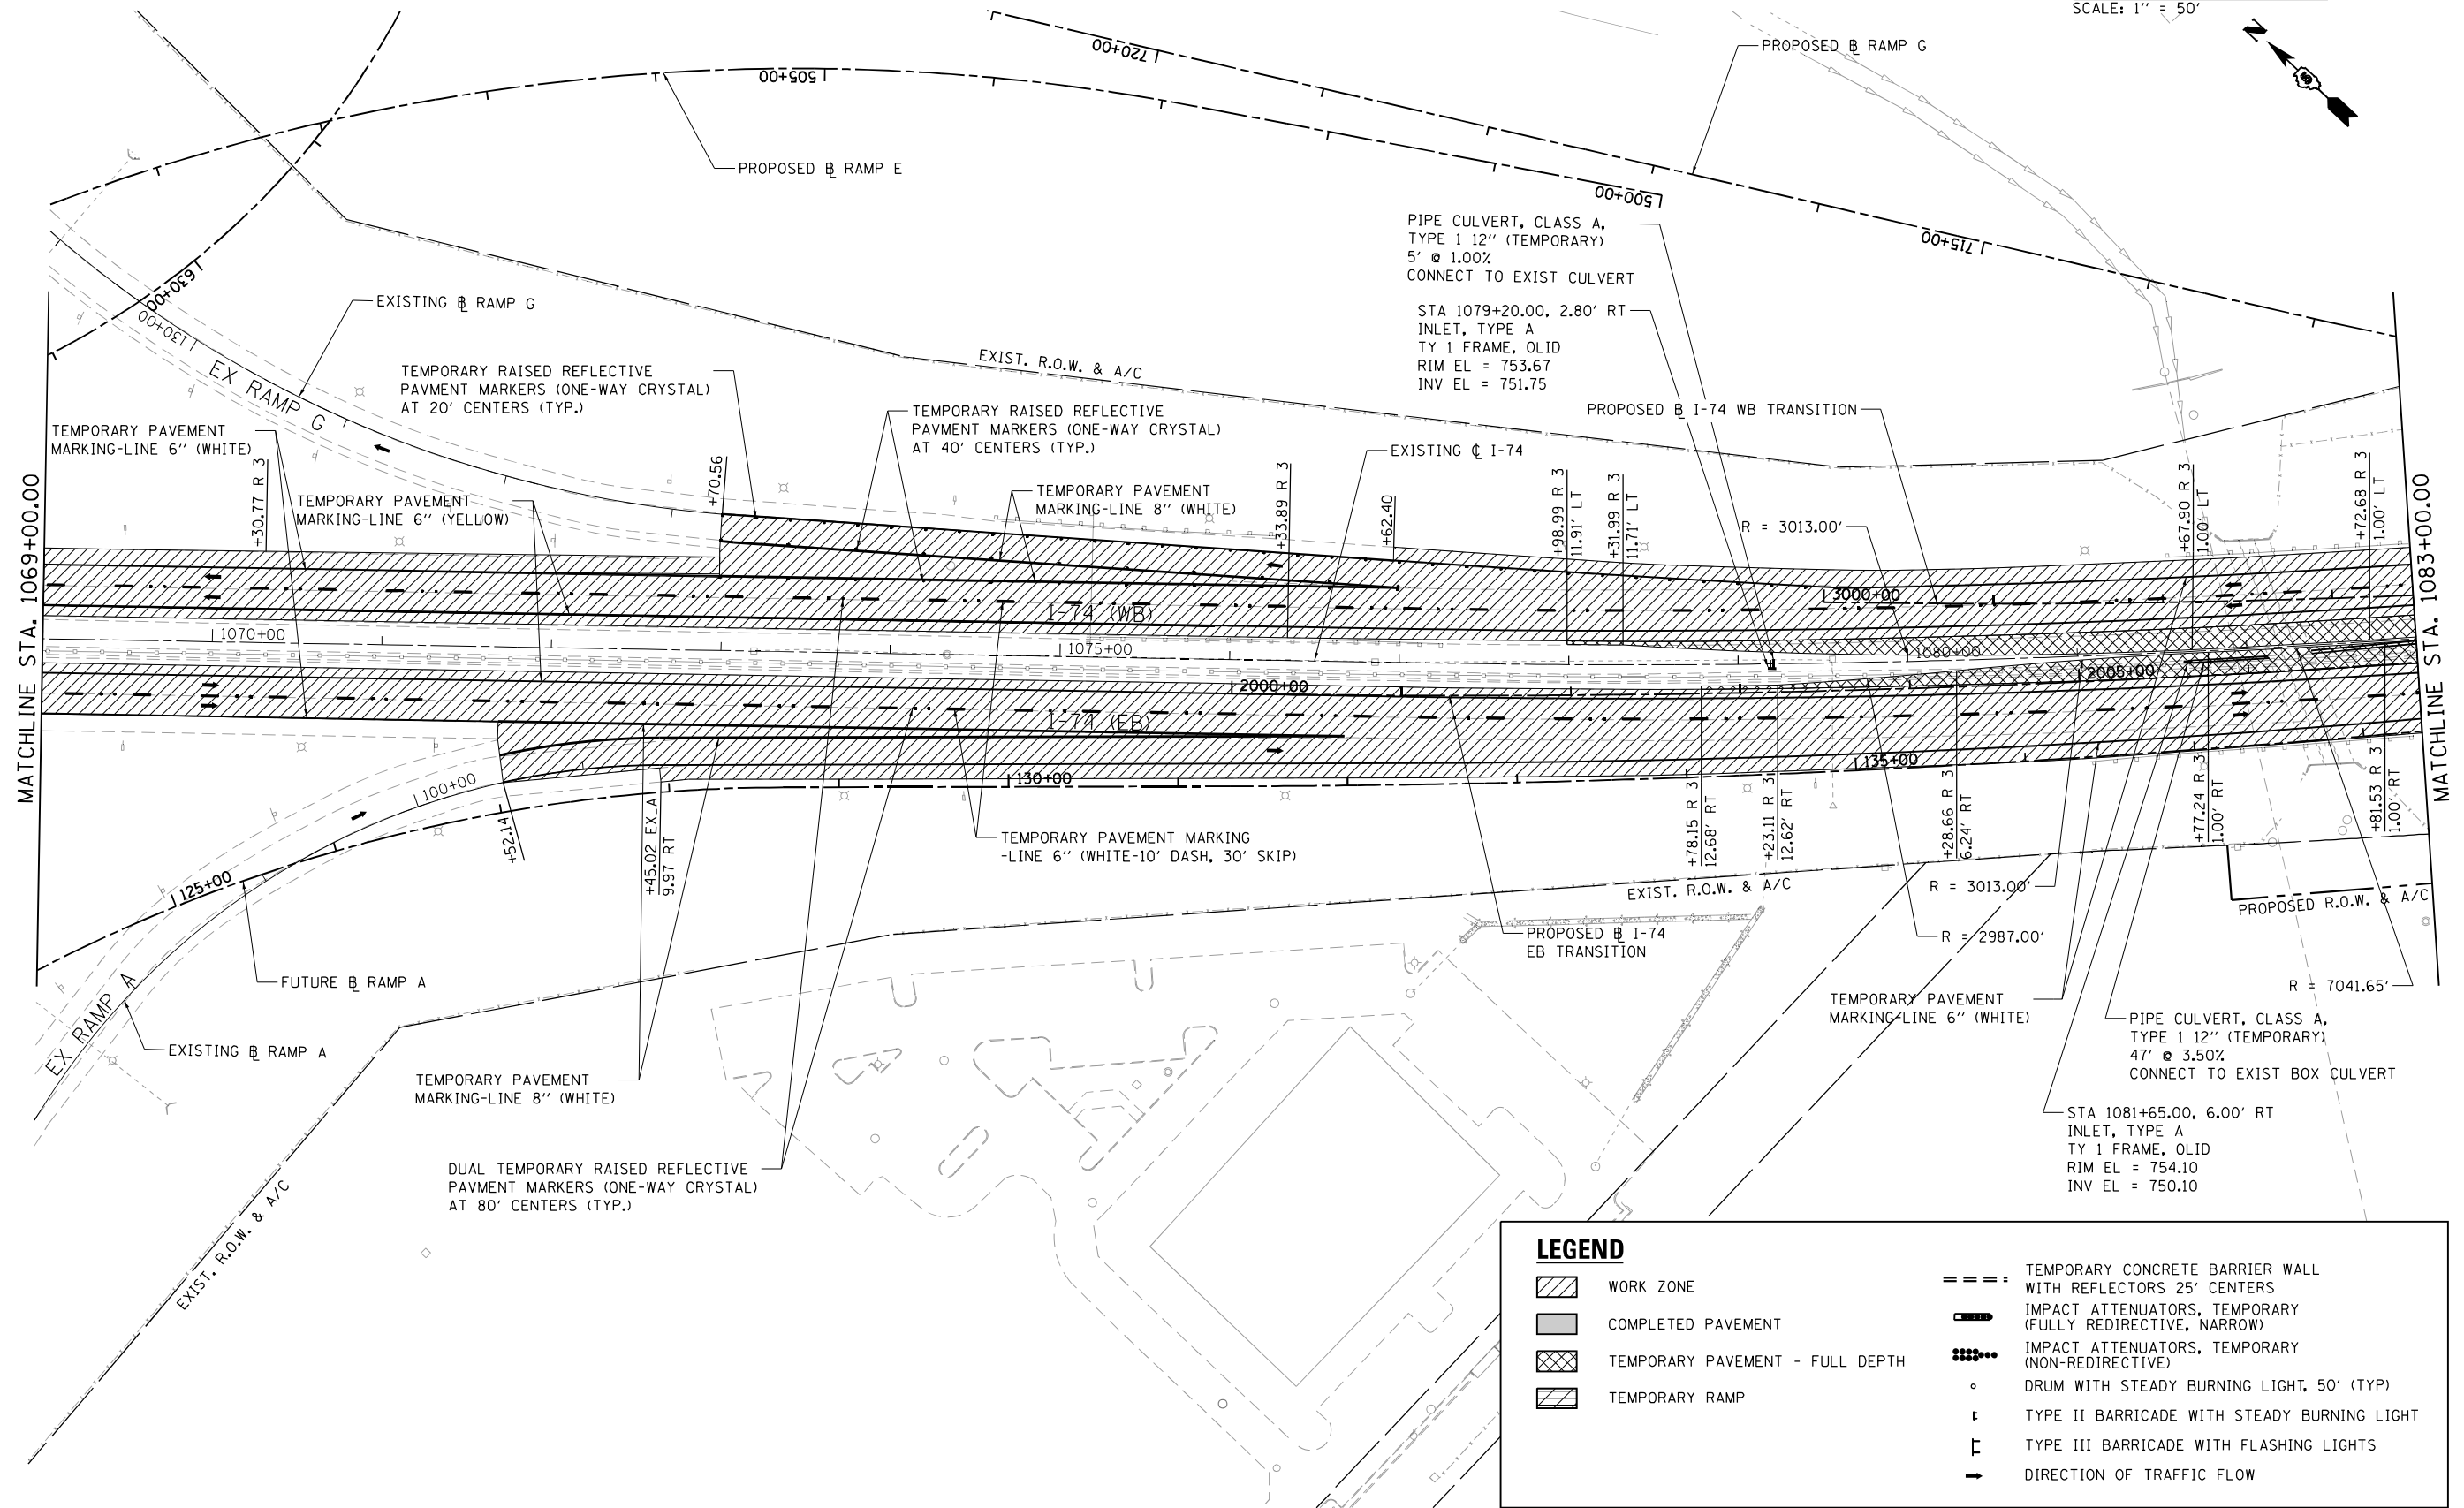 SCALE: 1" = 50'
N
720+00
PROPOSED ℄ RAMP G
505+00
PROPOSED ℄ RAMP E
500+00
715+00
PIPE CULVERT, CLASS A,
TYPE 1 12" (TEMPORARY)
5' @ 1.00%
CONNECT TO EXIST CULVERT
STA 1079+20.00, 2.80' RT
INLET, TYPE A
TY 1 FRAME, OLID
RIM EL = 753.67
INV EL = 751.75
630+00
130+00
EXISTING ℄ RAMP G
EX RAMP G
EXIST. R.O.W. & A/C
TEMPORARY RAISED REFLECTIVE
PAVMENT MARKERS (ONE-WAY CRYSTAL)
AT 20' CENTERS (TYP.)
TEMPORARY RAISED REFLECTIVE
PAVMENT MARKERS (ONE-WAY CRYSTAL)
AT 40' CENTERS (TYP.)
PROPOSED ℄ I-74 WB TRANSITION
TEMPORARY PAVEMENT
MARKING-LINE 6" (WHITE)
EXISTING ℄ I-74
TEMPORARY PAVEMENT
MARKING-LINE 6" (YELLOW)
TEMPORARY PAVEMENT
MARKING-LINE 8" (WHITE)
R = 3013.00'
+30.77 R 3
+70.56
+33.89 R 3
+62.40
+98.99 R 3
11.91' LT
+31.99 R 3
11.71' LT
+67.90 R 3
1.00' LT
+72.68 R 3
1.00' LT
MATCHLINE STA. 1069+00.00
MATCHLINE STA. 1083+00.00
3000+00
I-74 (WB)
1070+00
1075+00
1080+00
2000+00
2005+00
I-74 (EB)
130+00
135+00
100+00
125+00
+52.14
+45.02 EX_A
9.97 RT
+78.15 R 3
12.68' RT
+23.11 R 3
12.62' RT
+28.66 R 3
6.24' RT
+77.24 R 3
1.00' RT
+81.53 R 3
1.00' RT
TEMPORARY PAVEMENT MARKING
-LINE 6" (WHITE-10' DASH, 30' SKIP)
EXIST. R.O.W. & A/C
R = 3013.00'
PROPOSED R.O.W. & A/C
PROPOSED ℄ I-74
EB TRANSITION
R = 2987.00'
FUTURE ℄ RAMP A
R = 7041.65'
EX RAMP A
EXISTING ℄ RAMP A
TEMPORARY PAVEMENT
MARKING-LINE 6" (WHITE)
PIPE CULVERT, CLASS A,
TYPE 1 12" (TEMPORARY)
47' @ 3.50%
CONNECT TO EXIST BOX CULVERT
TEMPORARY PAVEMENT
MARKING-LINE 8" (WHITE)
STA 1081+65.00, 6.00' RT
INLET, TYPE A
TY 1 FRAME, OLID
RIM EL = 754.10
INV EL = 750.10
DUAL TEMPORARY RAISED REFLECTIVE
PAVMENT MARKERS (ONE-WAY CRYSTAL)
AT 80' CENTERS (TYP.)
EXIST. R.O.W. & A/C
LEGEND
WORK ZONE
COMPLETED PAVEMENT
TEMPORARY PAVEMENT - FULL DEPTH
TEMPORARY RAMP
TEMPORARY CONCRETE BARRIER WALL
WITH REFLECTORS 25' CENTERS
IMPACT ATTENUATORS, TEMPORARY
(FULLY REDIRECTIVE, NARROW)
IMPACT ATTENUATORS, TEMPORARY
(NON-REDIRECTIVE)
DRUM WITH STEADY BURNING LIGHT, 50' (TYP)
TYPE II BARRICADE WITH STEADY BURNING LIGHT
TYPE III BARRICADE WITH FLASHING LIGHTS
DIRECTION OF TRAFFIC FLOW